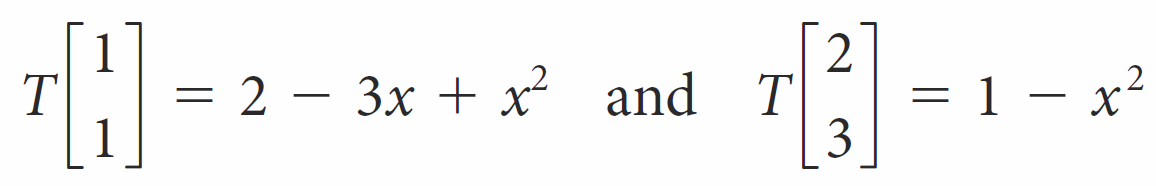 T[1 1] = 2 − 3x + x² and T[2 3] = 1 − x²